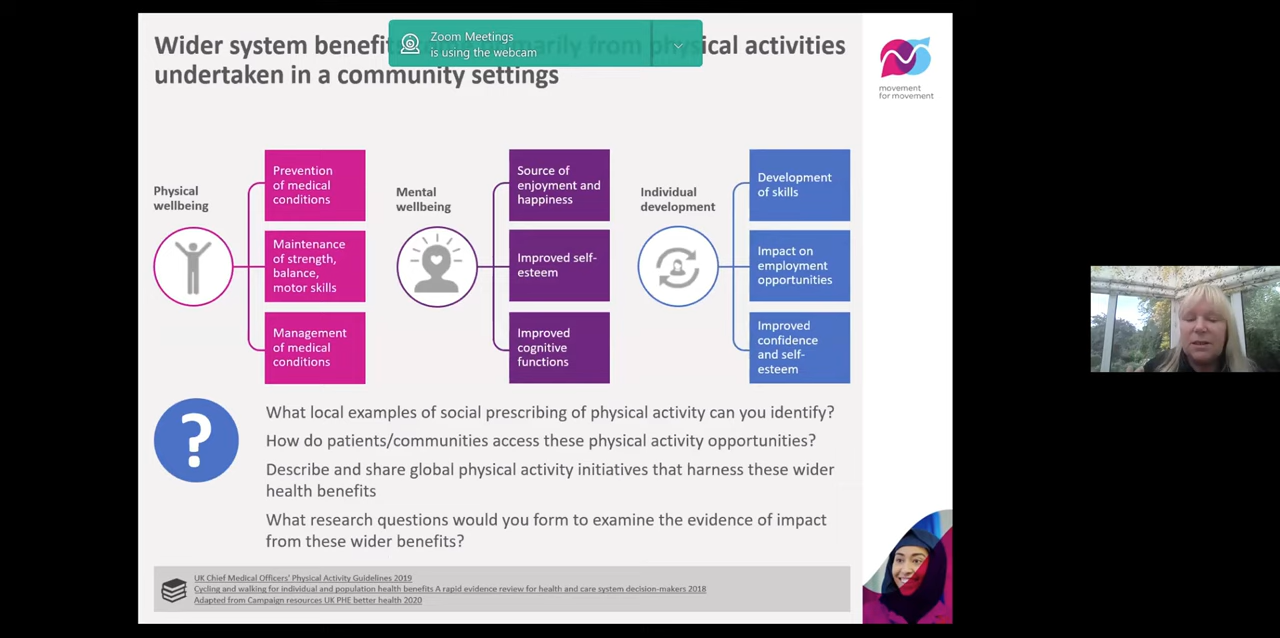 Wider system benefits primarily from physical activities
undertaken in a community settings
Zoom Meetings
is using the webcam
movement
for movement
Physical
wellbeing
Prevention
of medical
conditions
Maintenance
of strength,
balance,
motor skills
Management
of medical
conditions
Mental
wellbeing
Source of
enjoyment and
happiness
Improved self-
esteem
Improved
cognitive
functions
Individual
development
Development
of skills
Impact on
employment
opportunities
Improved
confidence
and self-
esteem
?
What local examples of social prescribing of physical activity can you identify?
How do patients/communities access these physical activity opportunities?
Describe and share global physical activity initiatives that harness these wider
health benefits
What research questions would you form to examine the evidence of impact
from these wider benefits?
UK Chief Medical Officers' Physical Activity Guidelines 2019
Cycling and walking for individual and population health benefits A rapid evidence review for health and care system decision-makers 2018
Adapted from Campaign resources UK PHE better health 2020